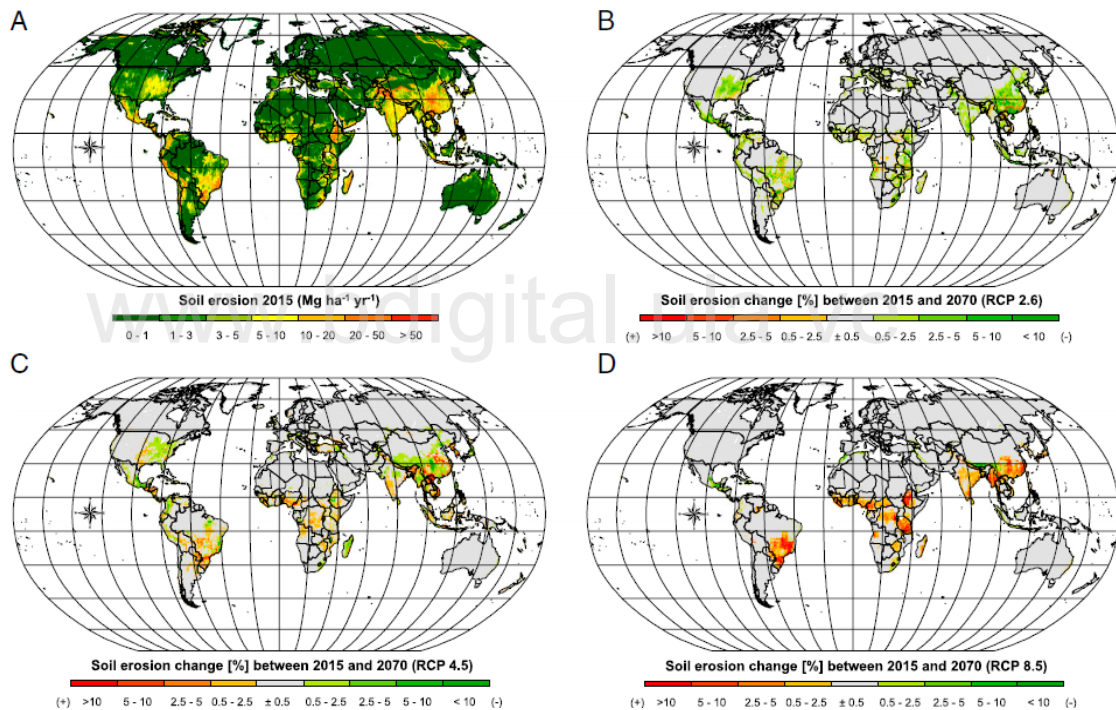 A
B
Soil erosion 2015 (Mg ha⁻¹ yr⁻¹)
0 - 1 1 - 3 3 - 5 5 - 10 10 - 20 20 - 50 > 50
Soil erosion change [%] between 2015 and 2070 (RCP 2.6)
(+) >10 5 - 10 2.5 - 5 0.5 - 2.5 ± 0.5 0.5 - 2.5 2.5 - 5 5 - 10 < 10 (-)
www.bdigital.ula.ve
C
D
Soil erosion change [%] between 2015 and 2070 (RCP 4.5)
(+) >10 5 - 10 2.5 - 5 0.5 - 2.5 ± 0.5 0.5 - 2.5 2.5 - 5 5 - 10 < 10 (-)
Soil erosion change [%] between 2015 and 2070 (RCP 8.5)
(+) >10 5 - 10 2.5 - 5 0.5 - 2.5 ± 0.5 0.5 - 2.5 2.5 - 5 5 - 10 < 10 (-)